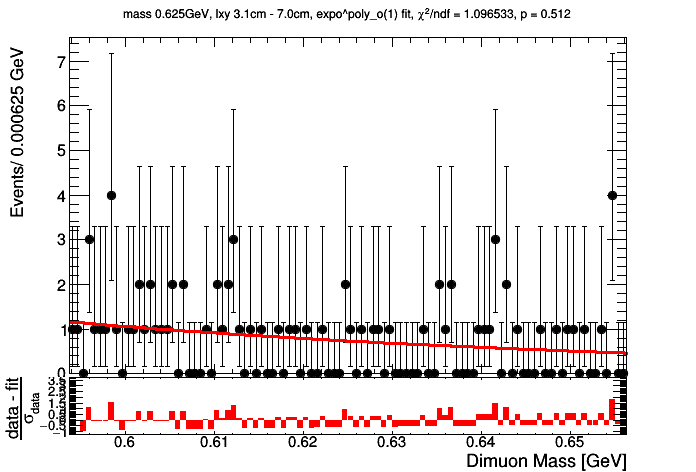 mass 0.625GeV, lxy 3.1cm - 7.0cm, expo^poly_o(1) fit, χ²/ndf = 1.096533, p = 0.512
Events/ 0.000625 GeV
7
6
5
4
3
2
1
0
data - fit
σdata
0.6
0.61
0.62
0.63
0.64
0.65
Dimuon Mass [GeV]